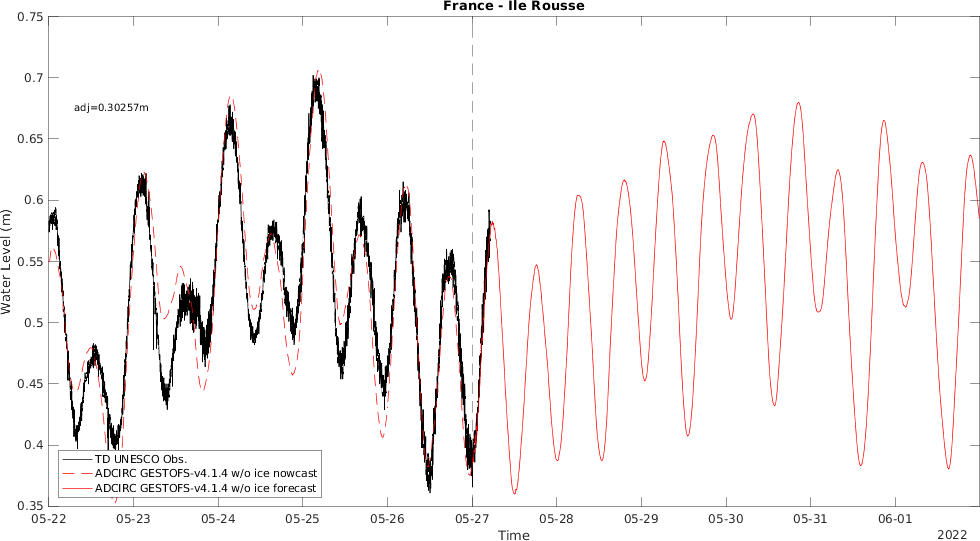 France - Ile Rousse
0.75
0.7
0.65
0.6
0.55
0.5
0.45
0.4
0.35
Water Level (m)
adj=0.30257m
TD UNESCO Obs.
ADCIRC GESTOFS-v4.1.4 w/o ice nowcast
ADCIRC GESTOFS-v4.1.4 w/o ice forecast
05-22 05-23 05-24 05-25 05-26 05-27 05-28 05-29 05-30 05-31 06-01
Time
2022